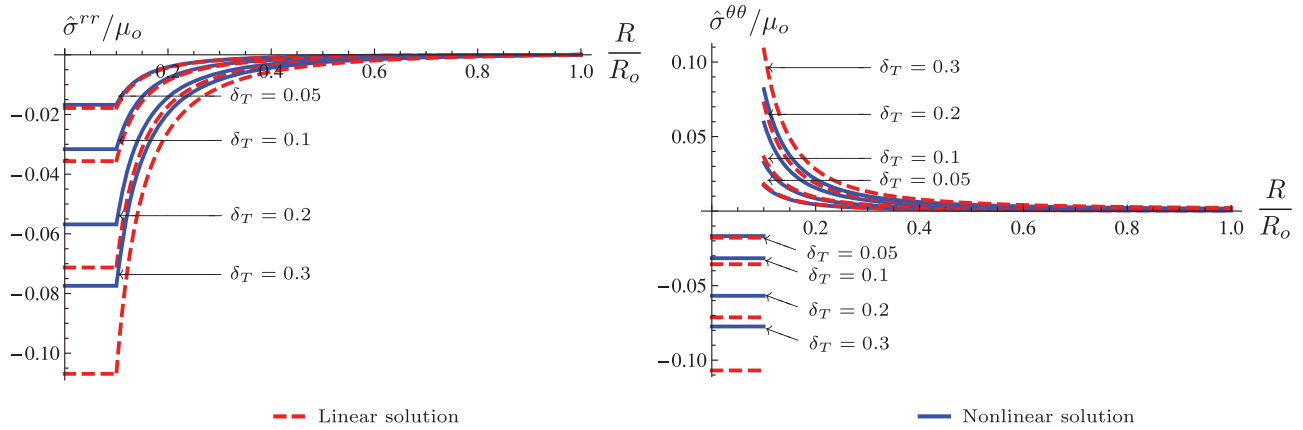 σ̂^{rr}/μ_o
R/R_o
0.2 0.4 0.6 0.8 1.0
−0.02
−0.04
−0.06
−0.08
−0.10
δ_T = 0.05
δ_T = 0.1
δ_T = 0.2
δ_T = 0.3
σ̂^{θθ}/μ_o
0.10
0.05
−0.05
−0.10
δ_T = 0.3
δ_T = 0.2
δ_T = 0.1
δ_T = 0.05
R/R_o
0.2 0.4 0.6 0.8 1.0
δ_T = 0.05
δ_T = 0.1
δ_T = 0.2
δ_T = 0.3
Linear solution
Nonlinear solution